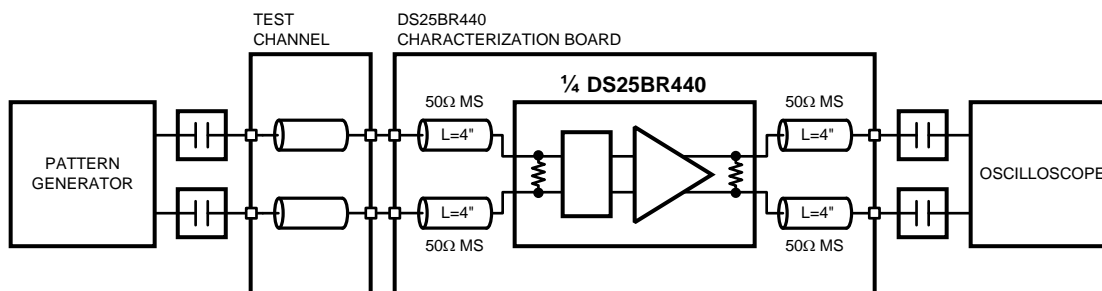 TEST
CHANNEL
DS25BR440
CHARACTERIZATION BOARD
¼ DS25BR440
50Ω MS
50Ω MS
L=4"
L=4"
PATTERN
GENERATOR
OSCILLOSCOPE
L=4"
L=4"
50Ω MS
50Ω MS